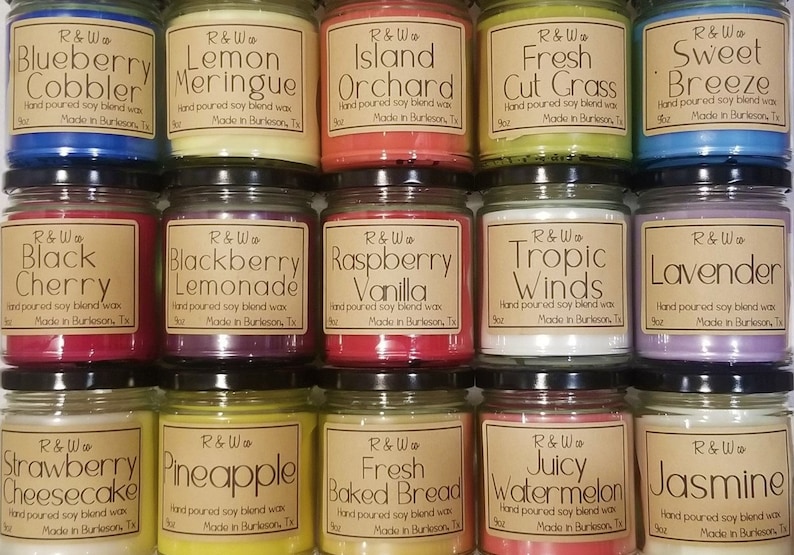 R & W co
Blueberry
Cobbler
Hand poured soy blend wax
9oz Made in Burleson, Tx
R & W co
Lemon
Meringue
Hand poured soy blend wax
9oz Made in Burleson, Tx
R & W co
Island
Orchard
Hand poured soy blend wax
9oz Made in Burleson, Tx
R & W co
Fresh
Cut Grass
Hand poured soy blend wax
9oz Made in Burleson, Tx
R & W co
Sweet
Breeze
Hand poured soy blend wax
9oz Made in Burleson, Tx
R & W co
Black
Cherry
Hand poured soy blend wax
9oz Made in Burleson, Tx
R & W co
Blackberry
Lemonade
Hand poured soy blend wax
9oz Made in Burleson, Tx
R & W co
Raspberry
Vanilla
Hand poured soy blend wax
9oz Made in Burleson, Tx
R & W co
Tropic
Winds
Hand poured soy blend wax
9oz Made in Burleson, Tx
R & W co
Lavender
Hand poured soy blend wax
9oz Made in Burleson, Tx
R & W co
Strawberry
Cheesecake
Hand poured soy blend wax
9oz Made in Burleson, Tx
R & W co
Pineapple
Hand poured soy blend wax
9oz Made in Burleson, Tx
R & W co
Fresh
Baked Bread
Hand poured soy blend wax
9oz Made in Burleson, Tx
R & W co
Juicy
Watermelon
Hand poured soy blend wax
9oz Made in Burleson, Tx
R & W co
Jasmine
Hand poured soy blend wax
9oz Made in Burleson, Tx